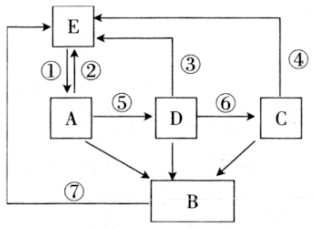 E
① ② ③ ④
A ⑤ D ⑥ C
⑦ B